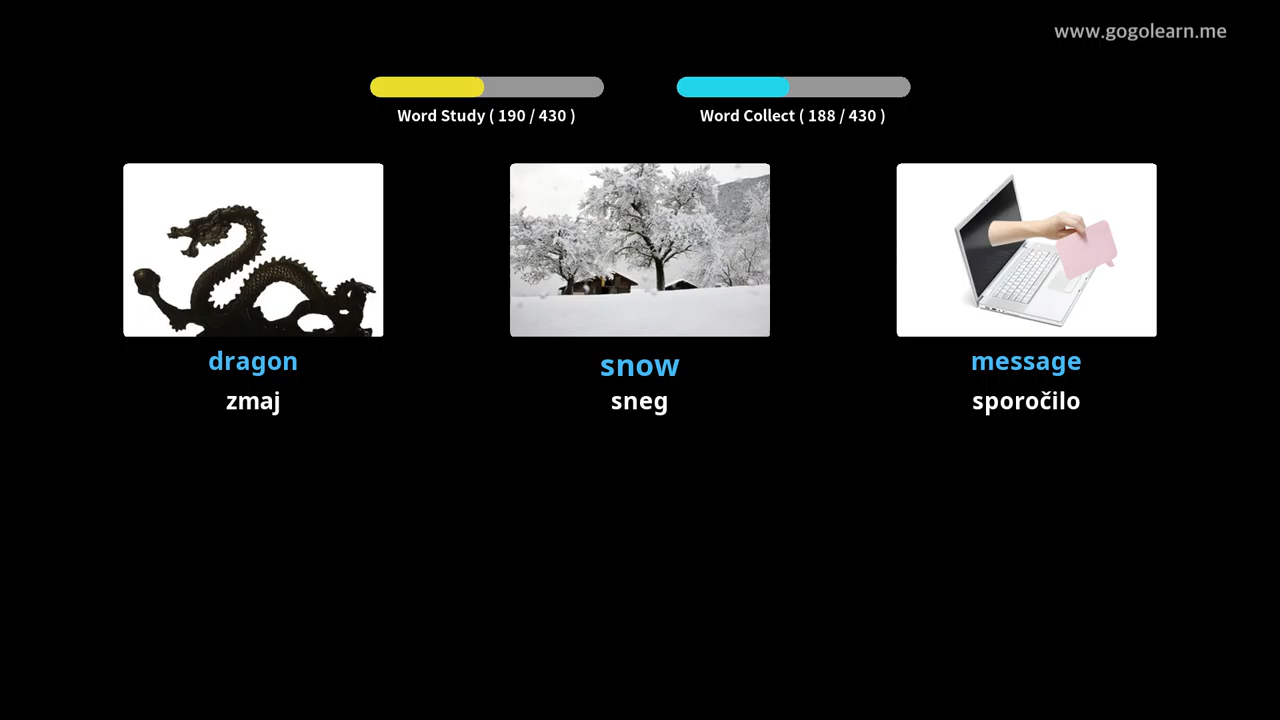 www.gogolearn.me
Word Study ( 190 / 430 )
Word Collect ( 188 / 430 )
dragon
zmaj
snow
sneg
message
sporočilo